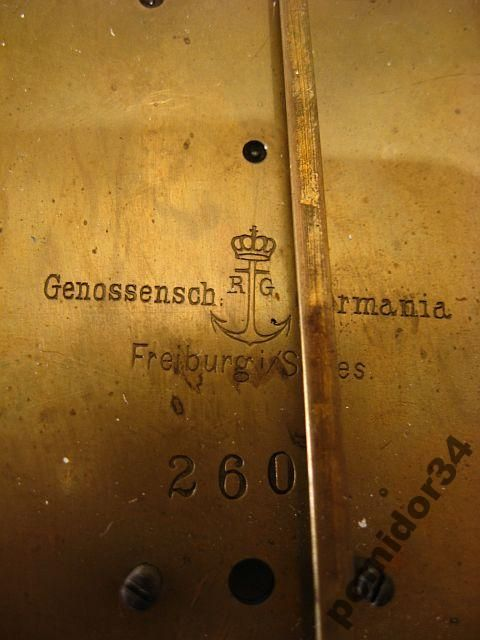 R G
Genossensch. rmania
Freiburg i/S es.
260
pomidor34